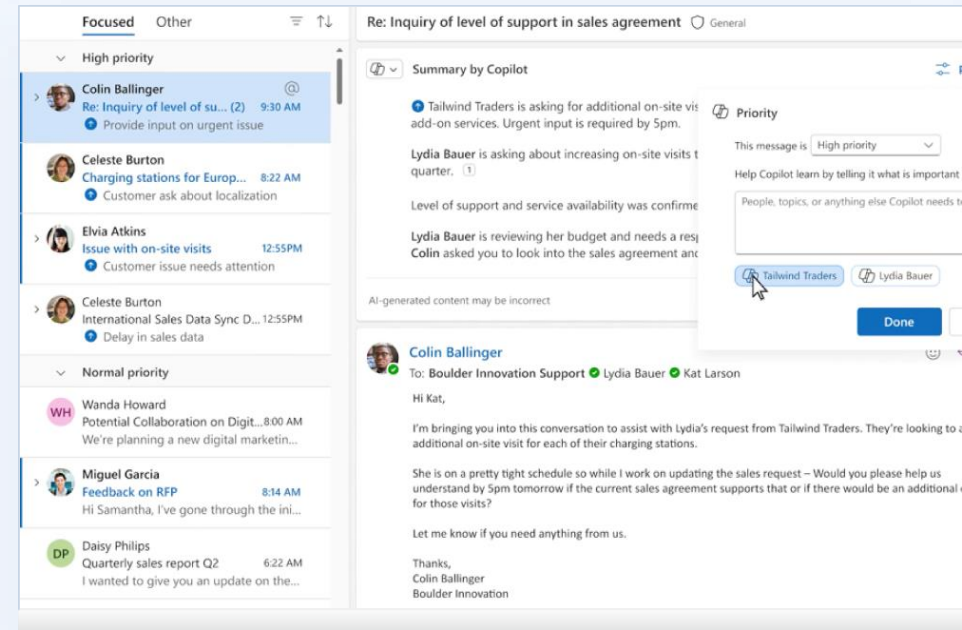 Focused Other
High priority
Colin Ballinger @
Re: Inquiry of level of su... (2) 9:30 AM
Provide input on urgent issue
Celeste Burton
Charging stations for Europ... 8:22 AM
Customer ask about localization
Elvia Atkins
Issue with on-site visits 12:55PM
Customer issue needs attention
Celeste Burton
International Sales Data Sync D... 12:55PM
Delay in sales data
Normal priority
WH Wanda Howard
Potential Collaboration on Digit... 8:00 AM
We're planning a new digital marketin...
Miguel Garcia
Feedback on RFP 8:14 AM
Hi Samantha, I've gone through the ini...
DP Daisy Philips
Quarterly sales report Q2 6:22 AM
I wanted to give you an update on the...
Re: Inquiry of level of support in sales agreement General
Summary by Copilot
Tailwind Traders is asking for additional on-site
add-on services. Urgent input is required by 5pm.
Lydia Bauer is asking about increasing on-site visits
quarter. 1
Level of support and service availability was
Lydia Bauer is reviewing her budget and needs a
Colin asked you to look into the sales agreement
AI-generated content may be incorrect
Priority
This message is High priority
Help Copilot learn by telling it what is important
People, topics, or anything else Copilot needs
Tailwind Traders Lydia Bauer
Done
Colin Ballinger
To: Boulder Innovation Support Lydia Bauer Kat Larson
Hi Kat,
I'm bringing you into this conversation to assist with Lydia's request from Tailwind Traders. They're looking to
additional on-site visit for each of their charging stations.
She is on a pretty tight schedule so while I work on updating the sales request – Would you please help us
understand by 5pm tomorrow if the current sales agreement supports that or if there would be an additional
for those visits?
Let me know if you need anything from us.
Thanks,
Colin Ballinger
Boulder Innovation